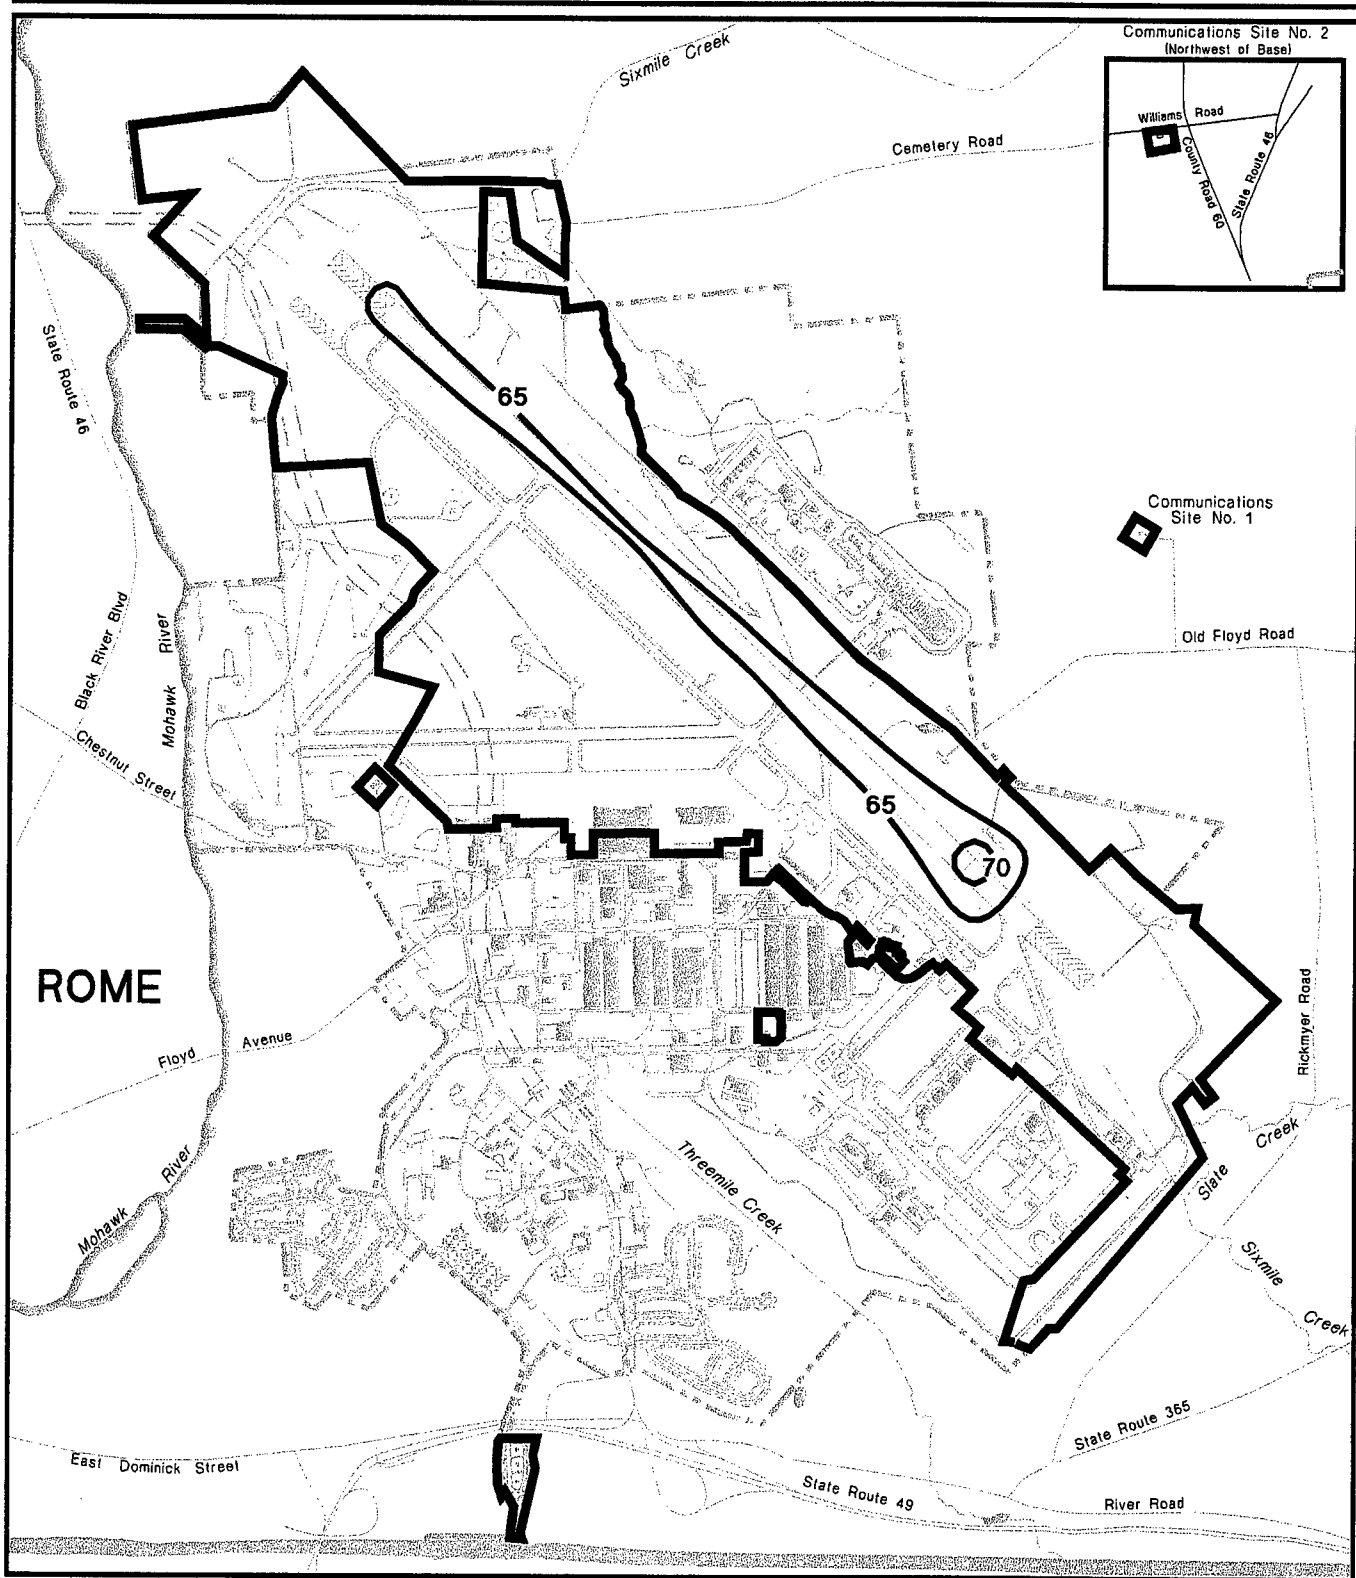 Communications Site No. 2
(Northwest of Base)
Williams Road
County Road 60
State Route 46
Sixmile Creek
Cemetery Road
State Route 46
65
Communications
Site No. 1
Old Floyd Road
Black River Blvd
Mohawk River
Chestnut Street
65
70
ROME
Floyd Avenue
Rickmyer Road
Mohawk River
Threemile Creek
Slate Creek
Sixmile Creek
State Route 365
East Dominick Street
State Route 49
River Road